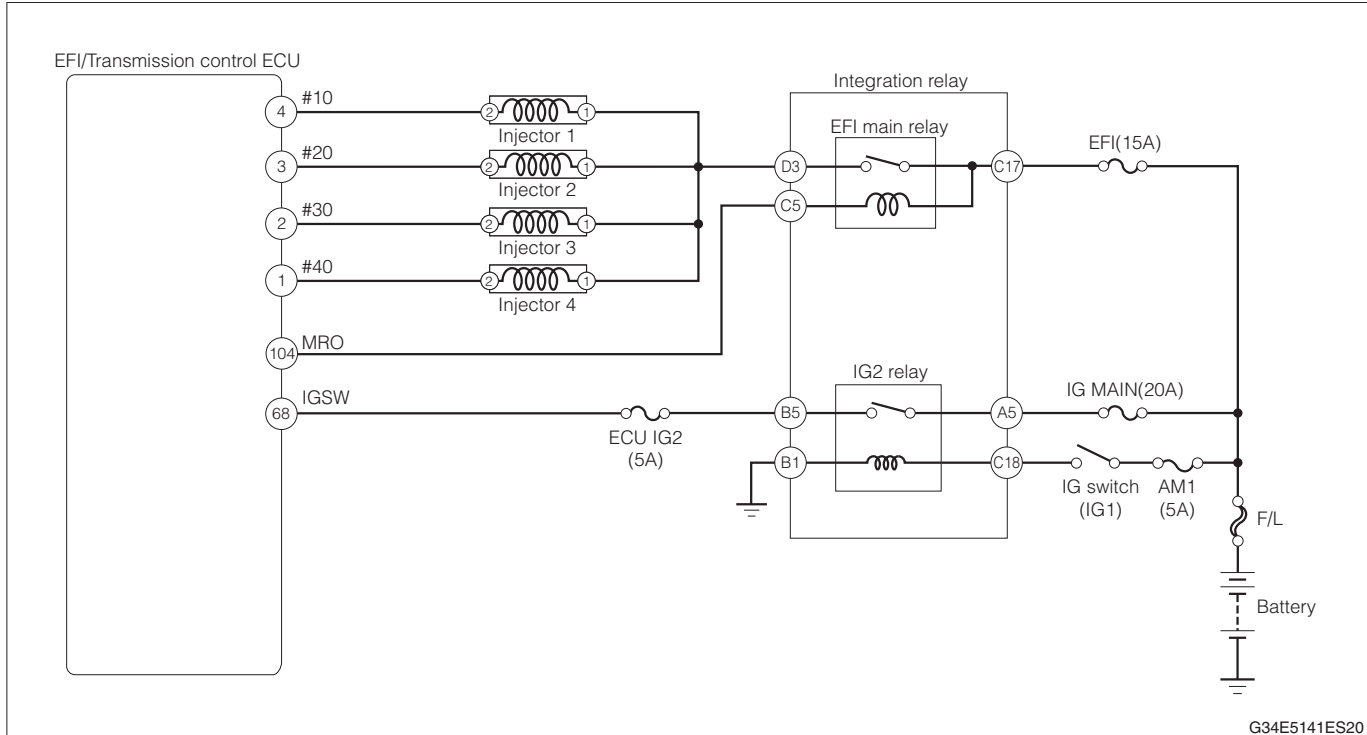 EFI/Transmission control ECU
4 #10
2 1
Injector 1
3 #20
2 1
Injector 2
2 #30
2 1
Injector 3
1 #40
2 1
Injector 4
104 MRO
68 IGSW
ECU IG2
(5A)
Integration relay
EFI main relay
D3
C17
C5
IG2 relay
B5
A5
B1
C18
EFI(15A)
IG MAIN(20A)
IG switch
(IG1)
AM1
(5A)
F/L
Battery
G34E5141ES20